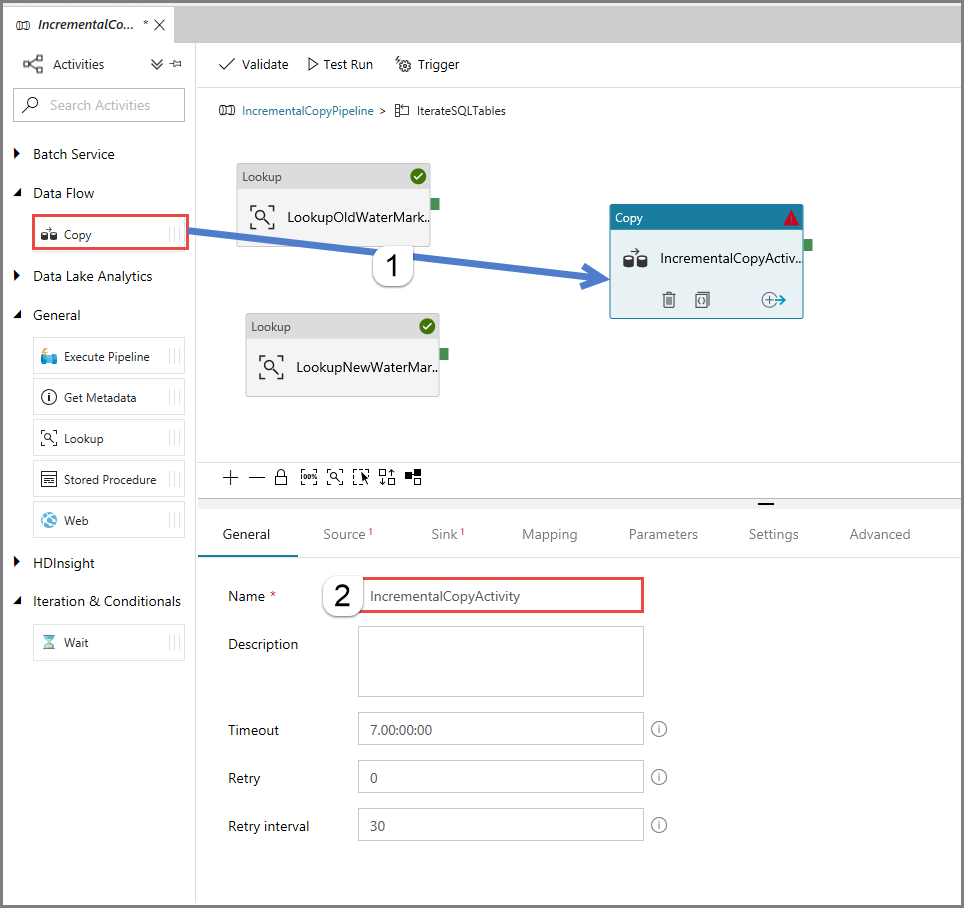 IncrementalCo... * 
Activities
Validate
Test Run
Trigger
Search Activities
IncrementalCopyPipeline > IterateSQLTables
Batch Service
Data Flow
Copy
Data Lake Analytics
General
Execute Pipeline
Get Metadata
Lookup
Stored Procedure
Web
HDInsight
Iteration & Conditionals
Wait
Lookup
LookupOldWaterMark..
1
Lookup
LookupNewWaterMar..
Copy
IncrementalCopyActiv..
100%
General
Source 1
Sink 1
Mapping
Parameters
Settings
Advanced
Name *
2
IncrementalCopyActivity
Description
Timeout
7.00:00:00
Retry
0
Retry interval
30